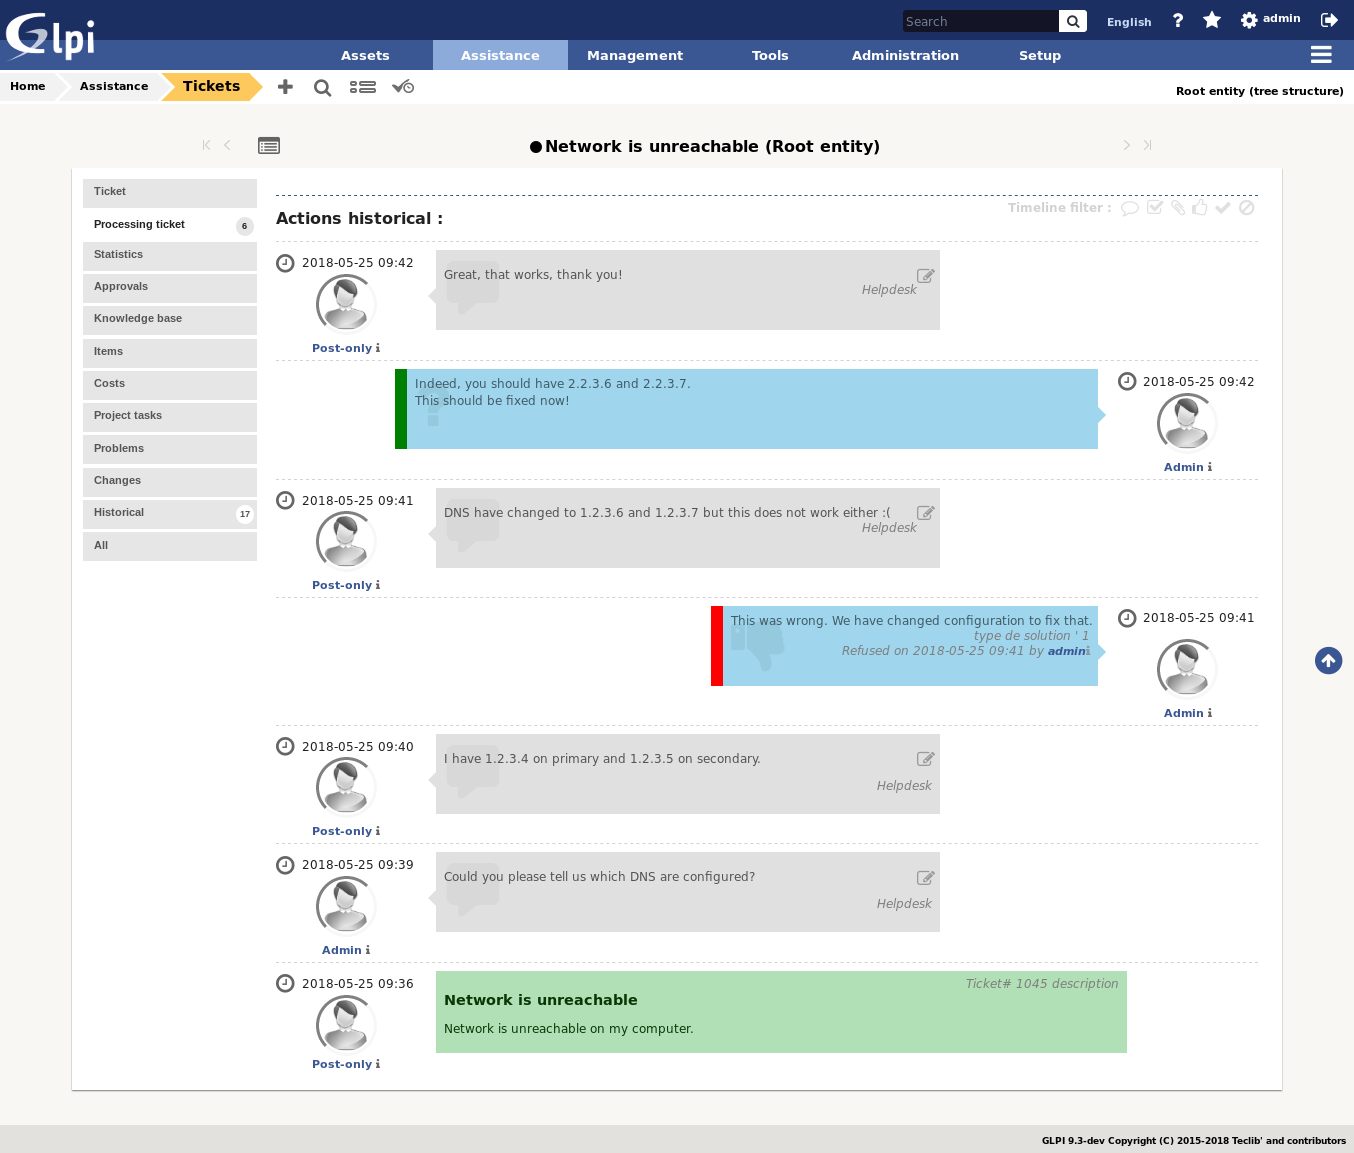 Glpi
Search
English
?
admin
Assets
Assistance
Management
Tools
Administration
Setup
Home
Assistance
Tickets
Root entity (tree structure)
Network is unreachable (Root entity)
Ticket
Processing ticket 6
Statistics
Approvals
Knowledge base
Items
Costs
Project tasks
Problems
Changes
Historical 17
All
Timeline filter :
Actions historical :
2018-05-25 09:42
Great, that works, thank you!
Helpdesk
Post-only i
Indeed, you should have 2.2.3.6 and 2.2.3.7.
This should be fixed now!
2018-05-25 09:42
Admin i
2018-05-25 09:41
DNS have changed to 1.2.3.6 and 1.2.3.7 but this does not work either :(
Helpdesk
Post-only i
This was wrong. We have changed configuration to fix that.
type de solution ' 1
Refused on 2018-05-25 09:41 by admin i
2018-05-25 09:41
Admin i
2018-05-25 09:40
I have 1.2.3.4 on primary and 1.2.3.5 on secondary.
Helpdesk
Post-only i
2018-05-25 09:39
Could you please tell us which DNS are configured?
Helpdesk
Admin i
2018-05-25 09:36
Ticket# 1045 description
Network is unreachable
Network is unreachable on my computer.
Post-only i
GLPI 9.3-dev Copyright (C) 2015-2018 Teclib' and contributors